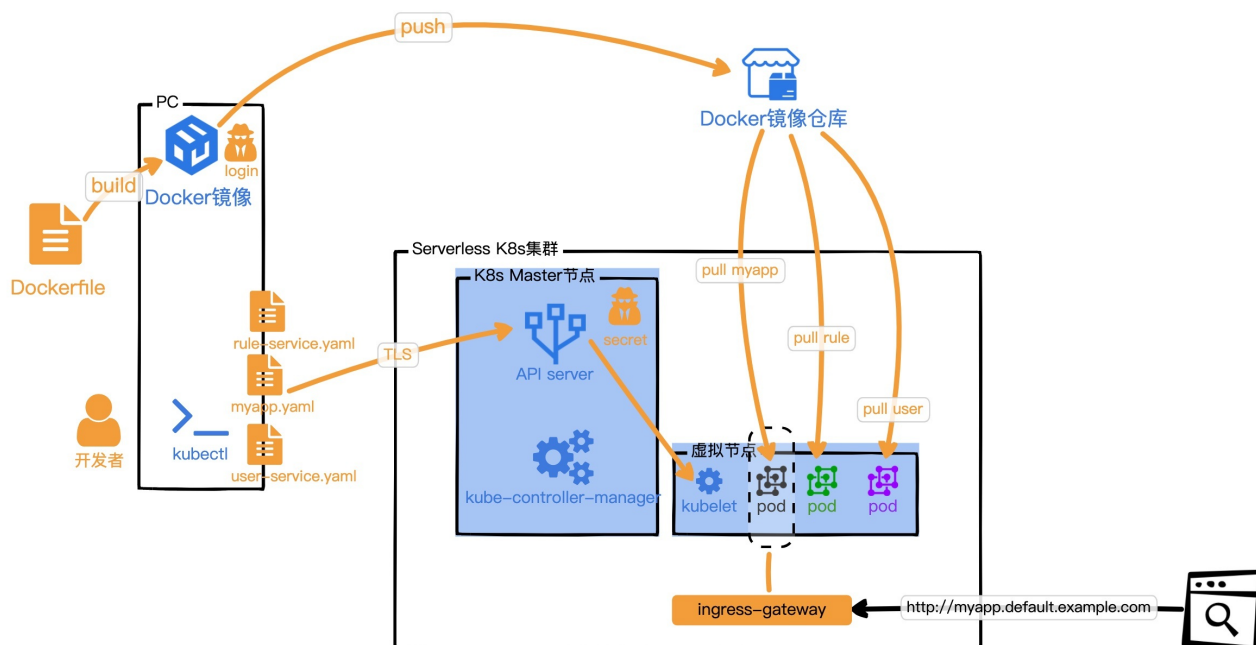 push
PC
Docker镜像仓库
login
build
Docker镜像
Dockerfile
Serverless K8s集群
K8s Master节点
pull myapp
rule-service.yaml
secret
pull rule
TLS
API server
myapp.yaml
pull user
开发者
kubectl
虚拟节点
user-service.yaml
kube-controller-manager
kubelet
pod
pod
pod
ingress-gateway
http://myapp.default.example.com